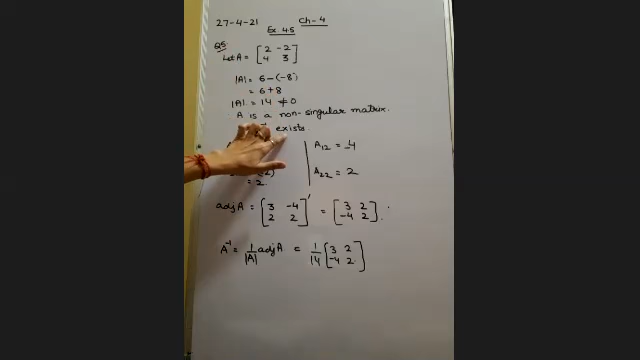 27-4-21 Ch-4
Ex 4.5
Q5
Let A = [2 -2
4 3]
|A| = 6 - (-8)
= 6 + 8
|A| = 14 ≠ 0
A is a non-singular matrix.
exists.
A12 = -4
-2)
= 2
A22 = 2
adj A = [3 -4
2 2]' = [3 2
-4 2].
A⁻¹ = 1/|A| adj A = 1/14 [3 2
-4 2]